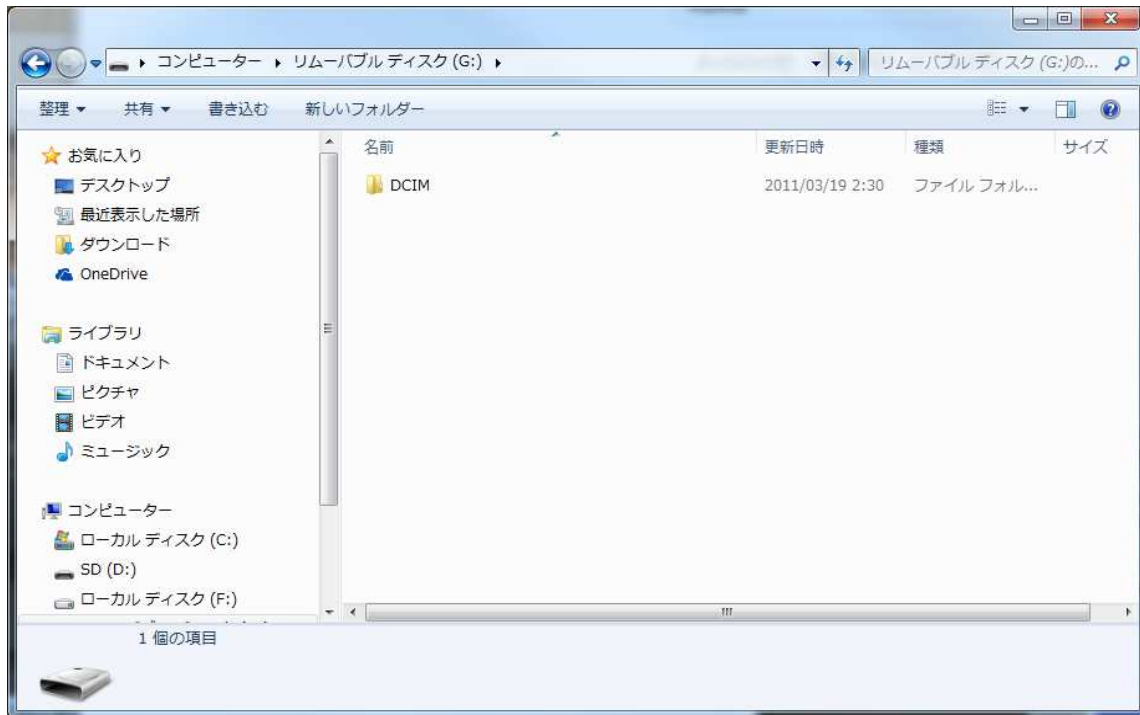 コンピューター リムーバブル ディスク (G:)
リムーバブル ディスク (G:)の...
整理 共有 書き込む 新しいフォルダー
名前 更新日時 種類 サイズ
DCIM 2011/03/19 2:30 ファイル フォル...
お気に入り
デスクトップ
最近表示した場所
ダウンロード
OneDrive
ライブラリ
ドキュメント
ピクチャ
ビデオ
ミュージック
コンピューター
ローカル ディスク (C:)
SD (D:)
ローカル ディスク (F:)
1 個の項目